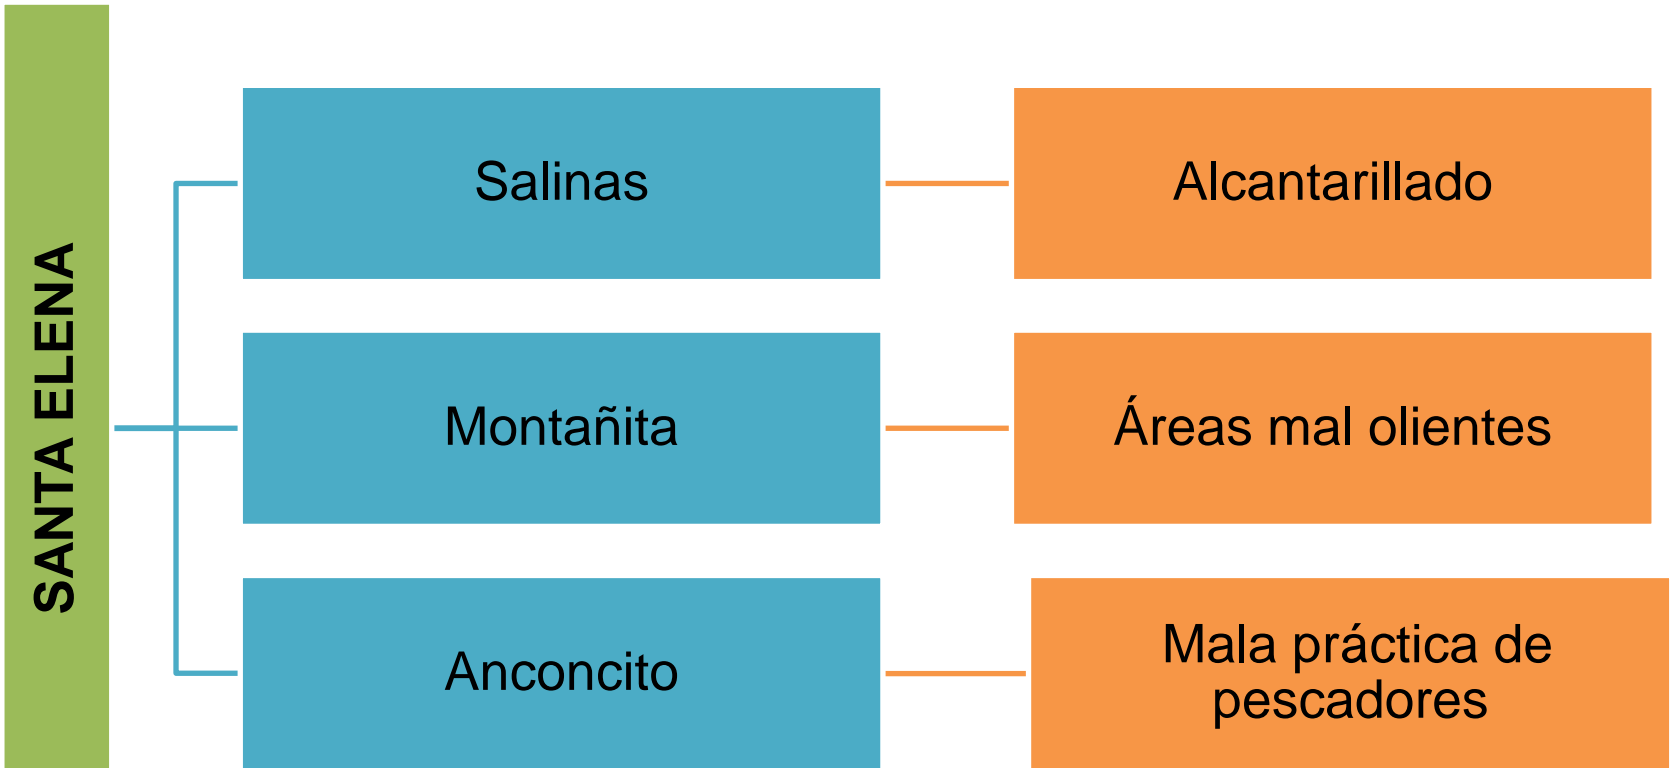 SANTA ELENA
Salinas
Alcantarillado
Montañita
Áreas mal olientes
Anconcito
Mala práctica de
pescadores